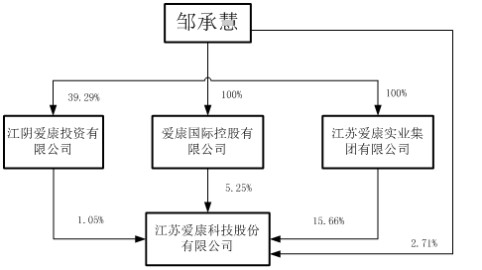 邹承慧
39.29%
100%
100%
江阴爱康投资有
限公司
爱康国际控股有
限公司
江苏爱康实业集
团有限公司
5.25%
1.05%
15.66%
江苏爱康科技股份
有限公司
2.71%